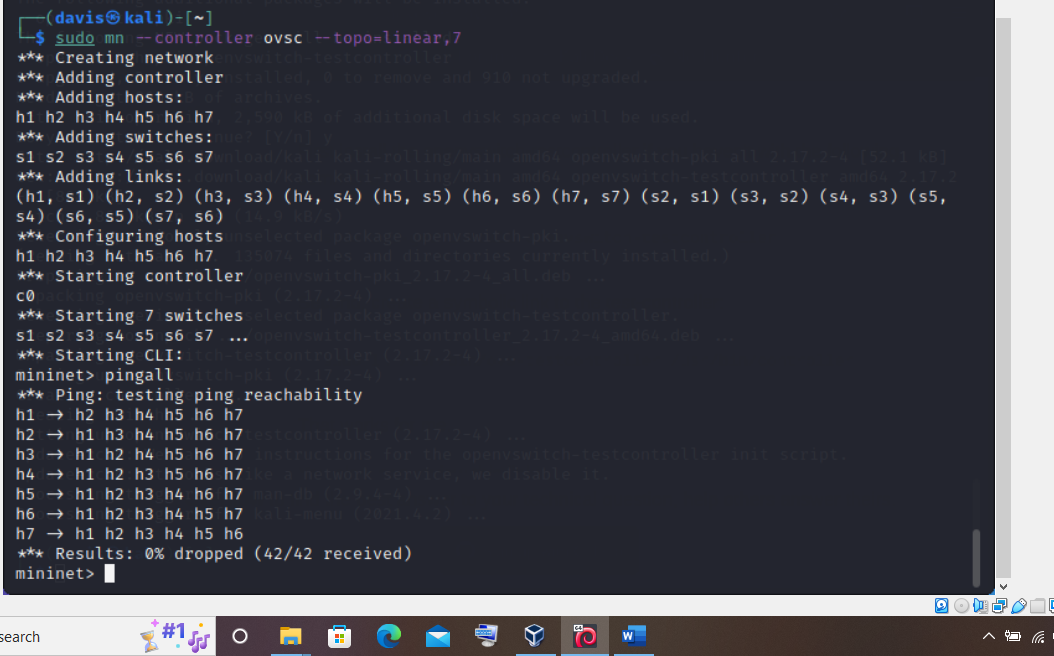 ┌──(davis㉿kali)-[~]
└─$ sudo mn --controller ovsc --topo=linear,7
*** Creating network
*** Adding controller
*** Adding hosts:
h1 h2 h3 h4 h5 h6 h7
*** Adding switches:
s1 s2 s3 s4 s5 s6 s7
*** Adding links:
(h1, s1) (h2, s2) (h3, s3) (h4, s4) (h5, s5) (h6, s6) (h7, s7) (s2, s1) (s3, s2) (s4, s3) (s5,
s4) (s6, s5) (s7, s6)
*** Configuring hosts
h1 h2 h3 h4 h5 h6 h7
*** Starting controller
c0
*** Starting 7 switches
s1 s2 s3 s4 s5 s6 s7 ...
*** Starting CLI:
mininet> pingall
*** Ping: testing ping reachability
h1 -> h2 h3 h4 h5 h6 h7
h2 -> h1 h3 h4 h5 h6 h7
h3 -> h1 h2 h4 h5 h6 h7
h4 -> h1 h2 h3 h5 h6 h7
h5 -> h1 h2 h3 h4 h6 h7
h6 -> h1 h2 h3 h4 h5 h7
h7 -> h1 h2 h3 h4 h5 h6
*** Results: 0% dropped (42/42 received)
mininet>
search
#1